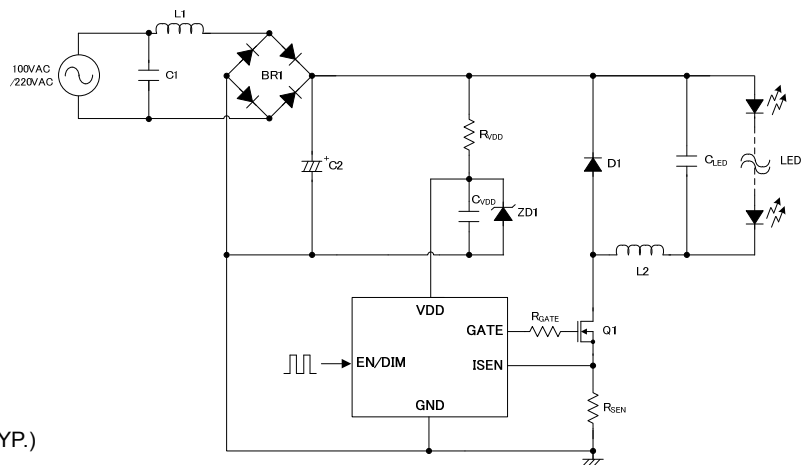 L1
100VAC
/220VAC
C1
BR1
+
C2
RVDD
CVDD
ZD1
D1
CLED
LED
L2
VDD
GATE
RGATE
Q1
EN/DIM
ISEN
GND
RSEN
YP.)